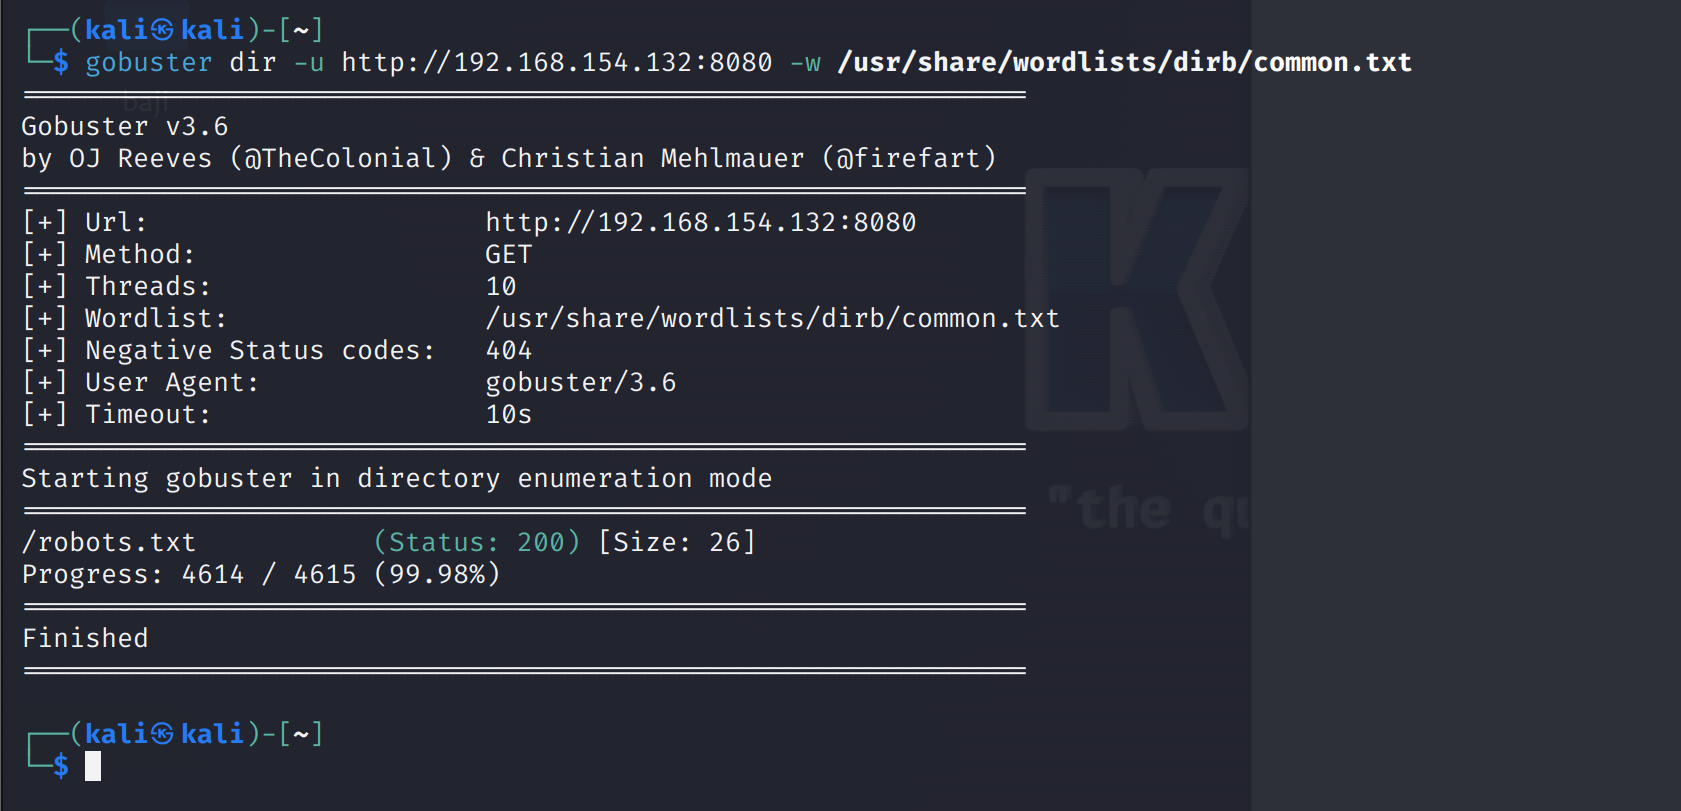 ┌──(kali㉿kali)-[~]
└─$ gobuster dir -u http://192.168.154.132:8080 -w /usr/share/wordlists/dirb/common.txt
===============================================================
Gobuster v3.6
by OJ Reeves (@TheColonial) & Christian Mehlmauer (@firefart)
===============================================================
[+] Url:                     http://192.168.154.132:8080
[+] Method:                  GET
[+] Threads:                 10
[+] Wordlist:                /usr/share/wordlists/dirb/common.txt
[+] Negative Status codes:   404
[+] User Agent:              gobuster/3.6
[+] Timeout:                 10s
===============================================================
Starting gobuster in directory enumeration mode
===============================================================
/robots.txt           (Status: 200) [Size: 26]
Progress: 4614 / 4615 (99.98%)
===============================================================
Finished
===============================================================
┌──(kali㉿kali)-[~]
└─$
baji
"the qu